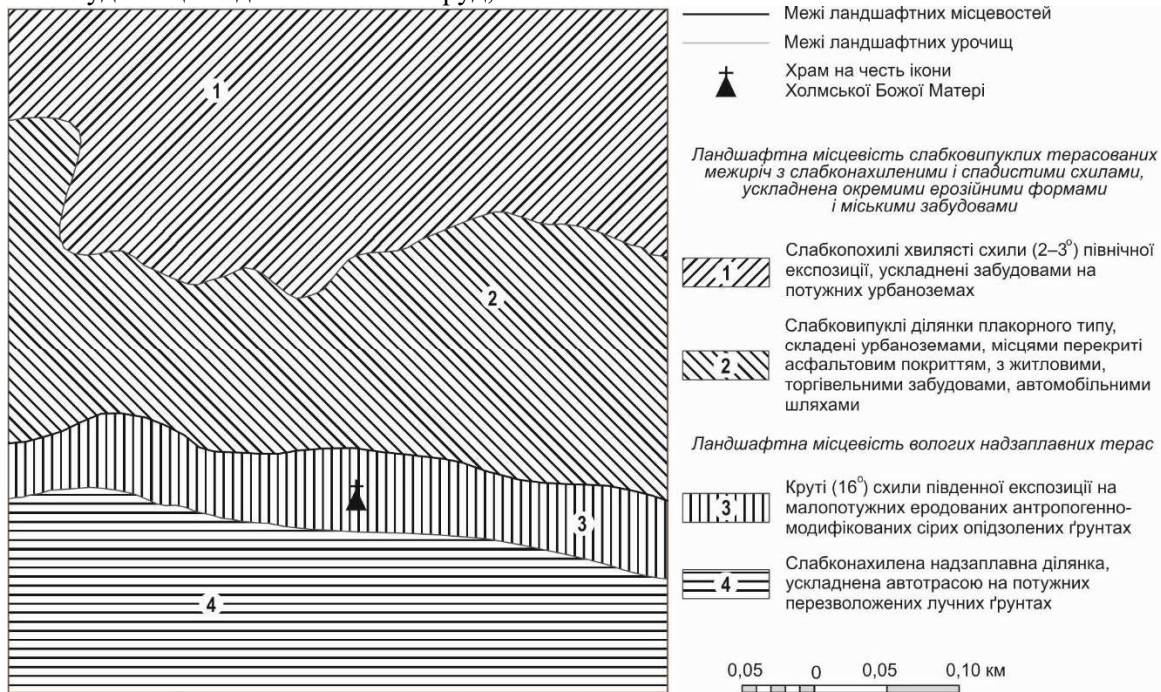 1
2
3
4
Межі ландшафтних місцевостей
Межі ландшафтних урочищ
Храм на честь ікони
Холмської Божої Матері
Ландшафтна місцевість слабковипуклих терасованих
межиріч з слабконахиленими і спадистими схилами,
ускладнена окремими ерозійними формами
і міськими забудовами
1
Слабкопохилі хвилясті схили (2–3°) північної
експозиції, ускладнені забудовами на
потужних урбаноземах
2
Слабковипуклі ділянки плакорного типу,
складені урбаноземами, місцями перекриті
асфальтовим покриттям, з житловими,
торгівельними забудовами, автомобільними
шляхами
Ландшафтна місцевість вологих надзаплавних терас
3
Круті (16°) схили південної експозиції на
малопотужних еродованих антропогенно-
модифікованих сірих опідзолених ґрунтах
4
Слабконахилена надзаплавна ділянка,
ускладнена автотрасою на потужних
перезволожених лучних ґрунтах
0,05 0 0,05 0,10 км